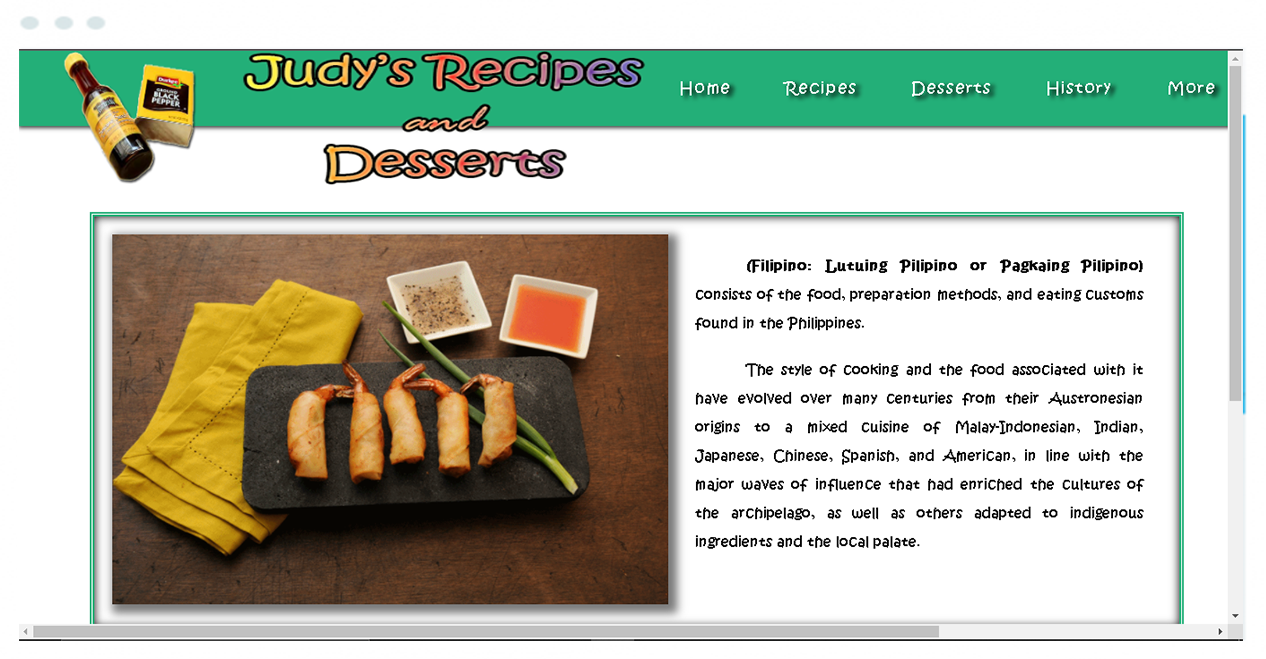 Judy's Recipes
and
Desserts
Home Recipes Desserts History More
Durkee
GROUND
BLACK
PEPPER
(Filipino: Lutuing Pilipino or Pagkaing Pilipino)
consists of the food, preparation methods, and eating customs
found in the Philippines.
The style of cooking and the food associated with it
have evolved over many centuries from their Austronesian
origins to a mixed cuisine of Malay-Indonesian, Indian,
Japanese, Chinese, Spanish, and American, in line with the
major waves of influence that had enriched the cultures of
the archipelago, as well as others adapted to indigenous
ingredients and the local palate.